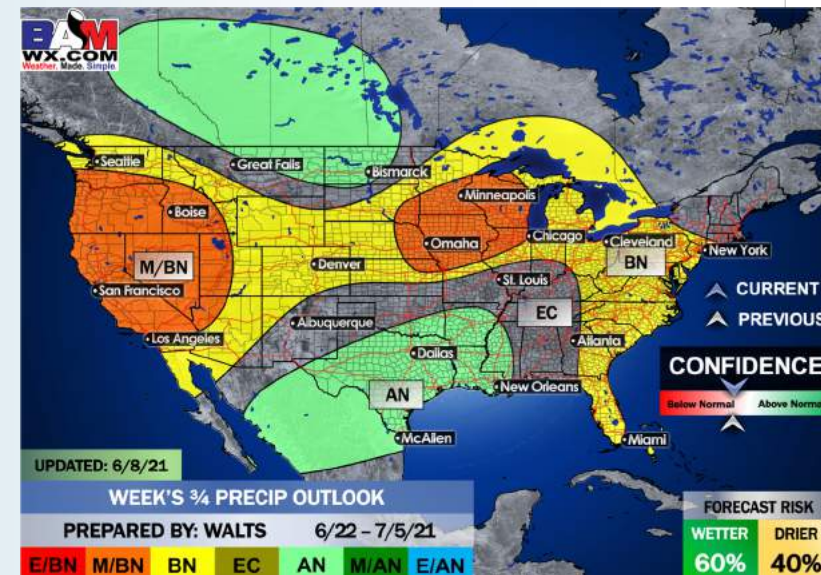 BAM
WX.COM
Weather. Made. Simple.
Seattle
Great Falls
Bismarck
Minneapolis
Boise
Omaha
Chicago
Cleveland
New York
M/BN
Denver
BN
San Francisco
St. Louis
CURRENT
EC
PREVIOUS
Albuquerque
Los Angeles
Dallas
Atlanta
CONFIDENCE
AN
New Orleans
Below Normal Above Norma
McAllen
Miami
UPDATED: 6/8/21
WEEK'S ¾ PRECIP OUTLOOK
PREPARED BY: WALTS 6/22 – 7/5/21
E/BN M/BN BN EC AN M/AN E/AN
FORECAST RISK
WETTER DRIER
60% 40%